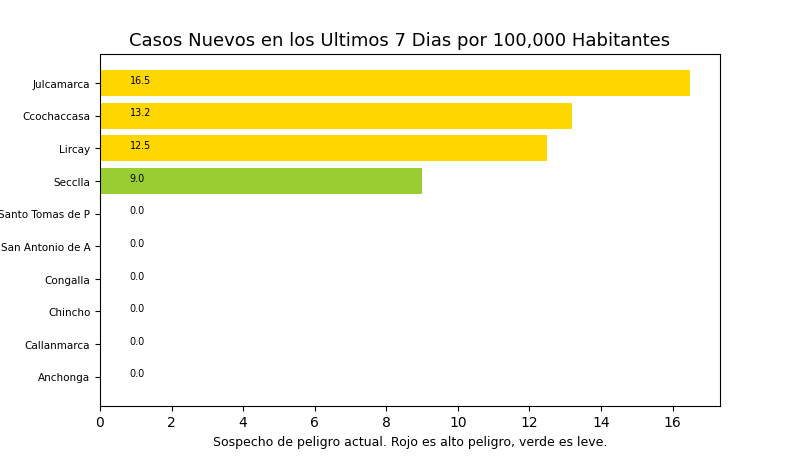 Casos Nuevos en los Ultimos 7 Dias por 100,000 Habitantes
Julcamarca 16.5
Ccochaccasa 13.2
Lircay 12.5
Secclla 9.0
Santo Tomas de P 0.0
San Antonio de A 0.0
Congalla 0.0
Chincho 0.0
Callanmarca 0.0
Anchonga 0.0
0 2 4 6 8 10 12 14 16
Sospecho de peligro actual. Rojo es alto peligro, verde es leve.